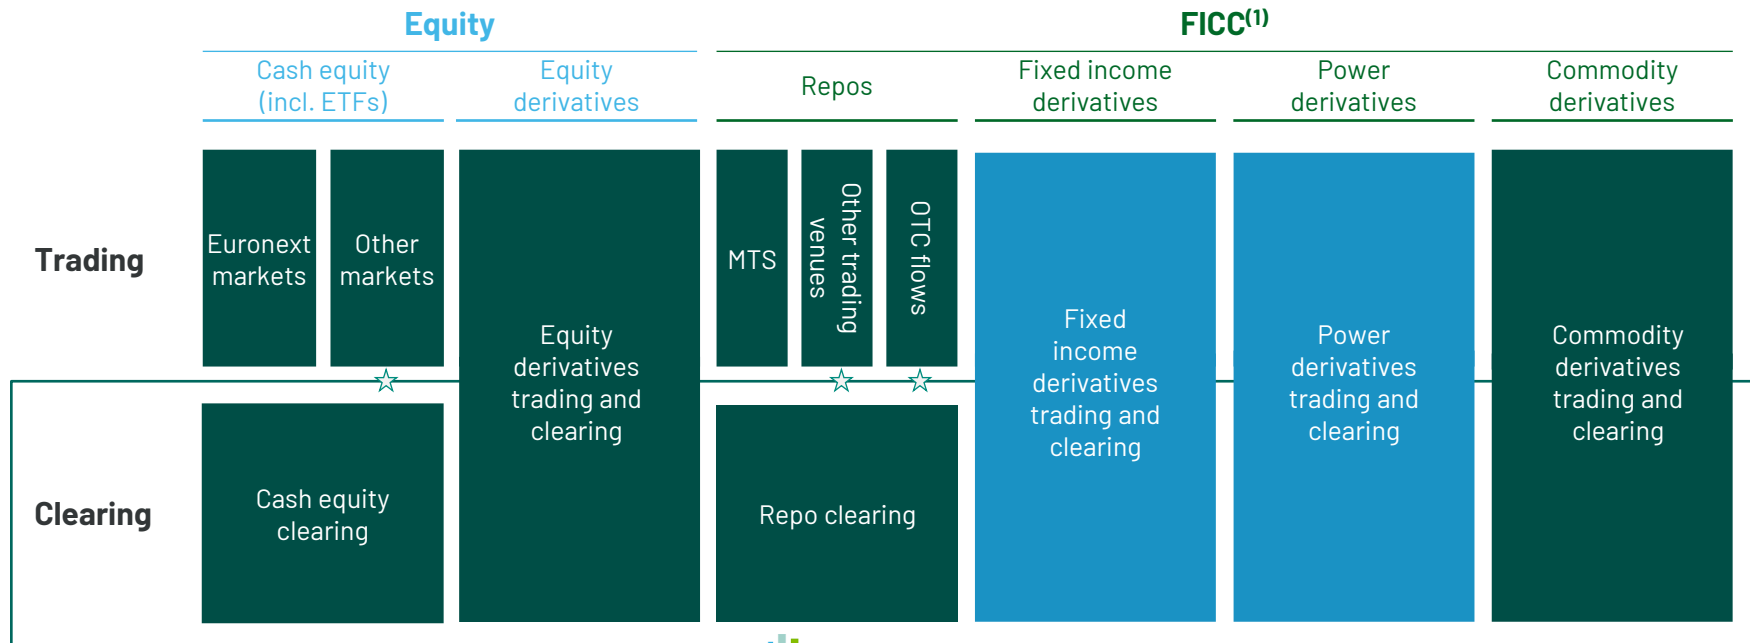 Equity
FICC(1)
Cash equity
(incl. ETFs)
Equity
derivatives
Repos
Fixed income
derivatives
Power
derivatives
Commodity
derivatives
Trading
Euronext
markets
Other
markets
Equity
derivatives
trading and
clearing
MTS
Other trading
venues
OTC flows
Fixed
income
derivatives
trading and
clearing
Power
derivatives
trading and
clearing
Commodity
derivatives
trading and
clearing
Clearing
Cash equity
clearing
Repo clearing